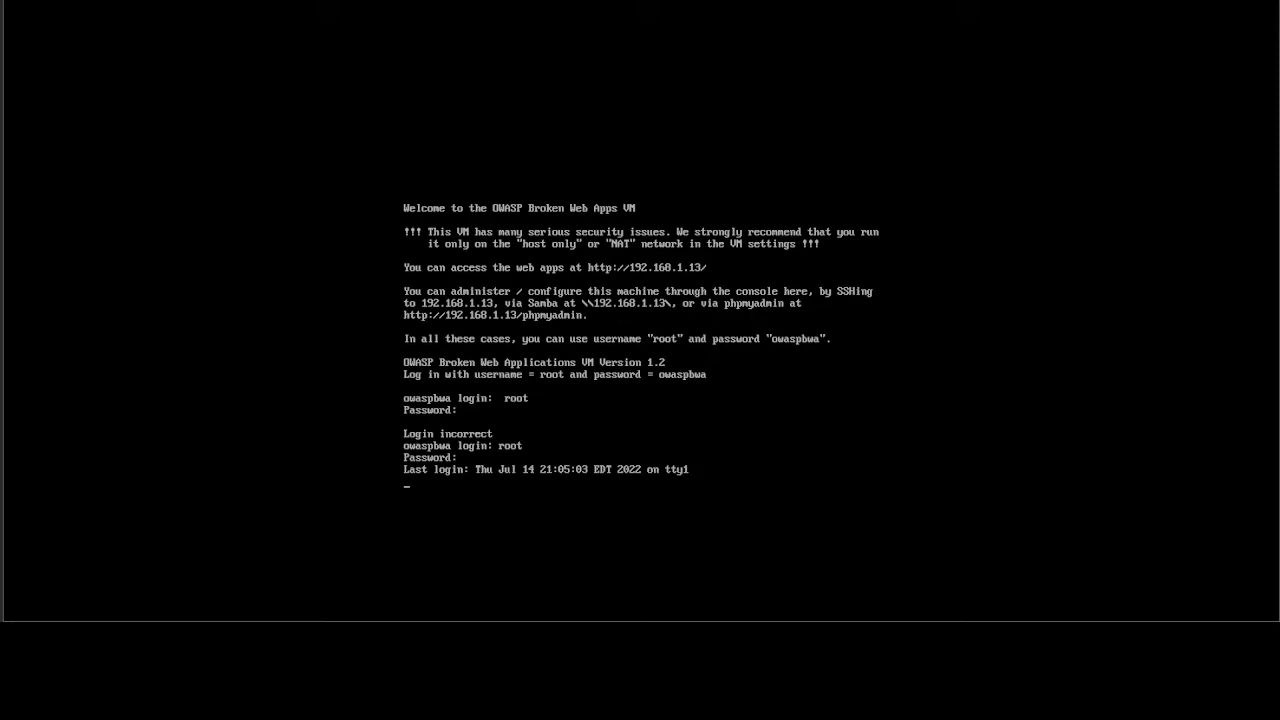 Welcome to the OWASP Broken Web Apps VM
!!! This VM has many serious security issues. We strongly recommend that you run
it only on the "host only" or "NAT" network in the VM settings !!!
You can access the web apps at http://192.168.1.13/
You can administer / configure this machine through the console here, by SSHing
to 192.168.1.13, via Samba at \\192.168.1.13\, or via phpmyadmin at
http://192.168.1.13/phpmyadmin.
In all these cases, you can use username "root" and password "owaspbwa".
OWASP Broken Web Applications VM Version 1.2
Log in with username = root and password = owaspbwa
owaspbwa login:  root
Password:
Login incorrect
owaspbwa login: root
Password:
Last login: Thu Jul 14 21:05:03 EDT 2022 on tty1
_